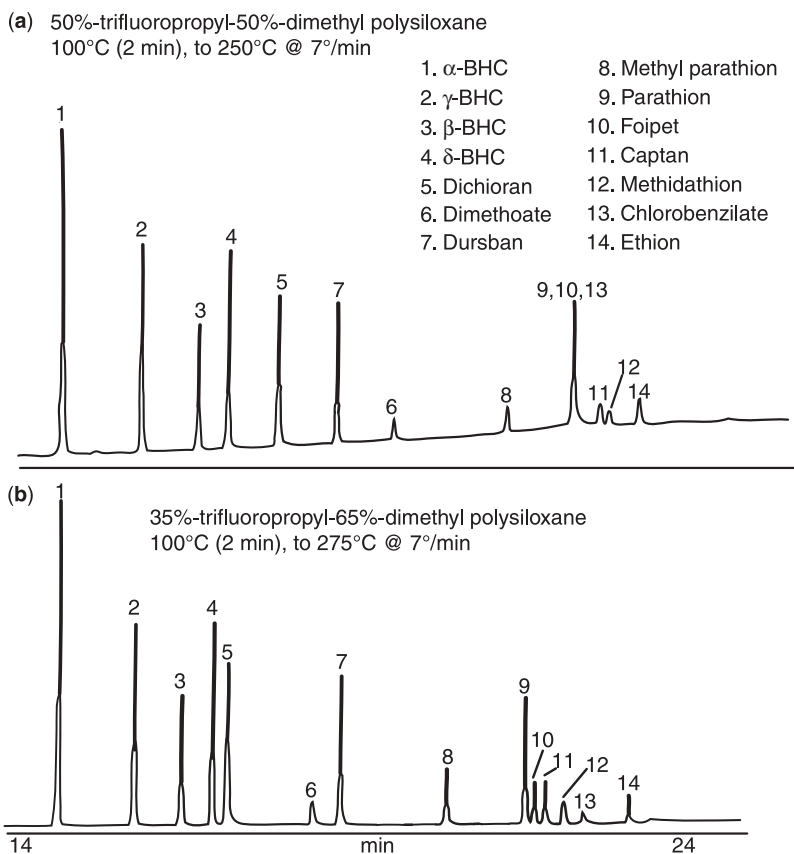 (a) 50%-trifluoropropyl-50%-dimethyl polysiloxane
100°C (2 min), to 250°C @ 7°/min
1. α-BHC
2. γ-BHC
3. β-BHC
4. δ-BHC
5. Dichioran
6. Dimethoate
7. Dursban
8. Methyl parathion
9. Parathion
10. Foipet
11. Captan
12. Methidathion
13. Chlorobenzilate
14. Ethion
1
2
3
4
5
7
6
8
9,10,13
11
12
14
(b)
35%-trifluoropropyl-65%-dimethyl polysiloxane
100°C (2 min), to 275°C @ 7°/min
1
2
3
4
5
6
7
8
9
10
11
12
13
14
14 min 24